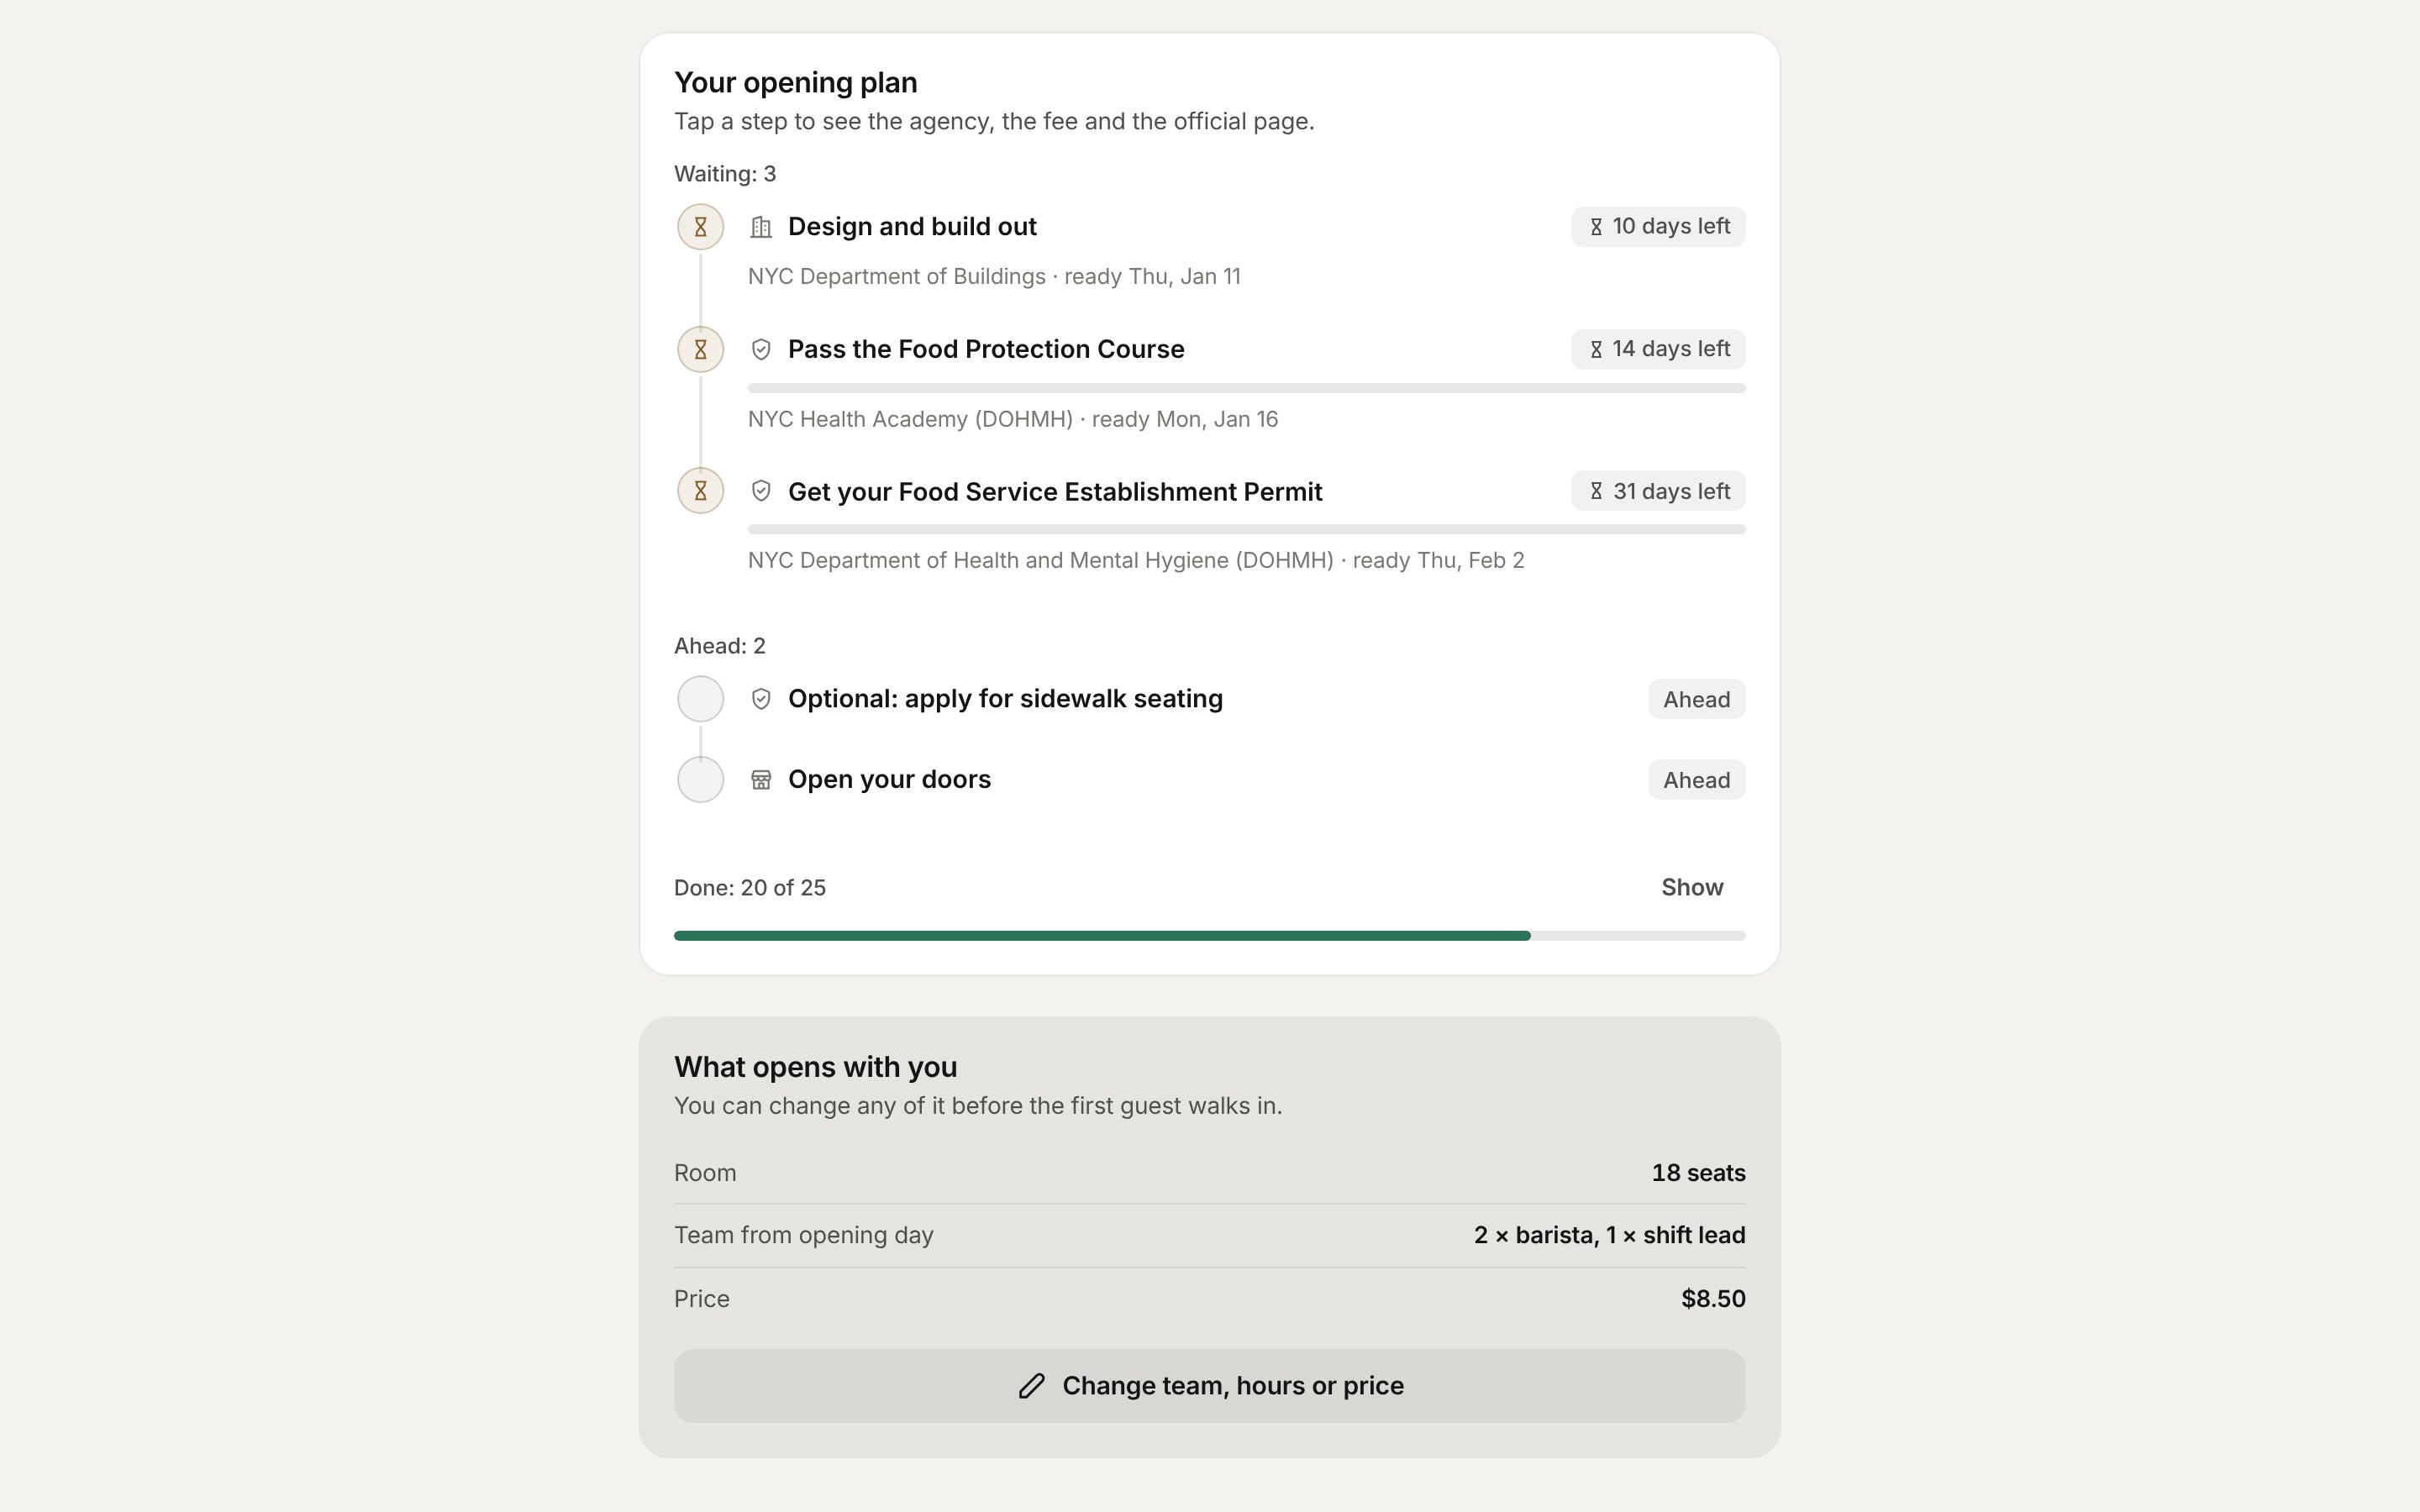 Your opening plan
Tap a step to see the agency, the fee and the official page.
Waiting: 3
Design and build out
10 days left
NYC Department of Buildings · ready Thu, Jan 11
Pass the Food Protection Course
14 days left
NYC Health Academy (DOHMH) · ready Mon, Jan 16
Get your Food Service Establishment Permit
31 days left
NYC Department of Health and Mental Hygiene (DOHMH) · ready Thu, Feb 2
Ahead: 2
Optional: apply for sidewalk seating
Ahead
Open your doors
Ahead
Done: 20 of 25
Show
What opens with you
You can change any of it before the first guest walks in.
Room
18 seats
Team from opening day
2 × barista, 1 × shift lead
Price
$8.50
Change team, hours or price